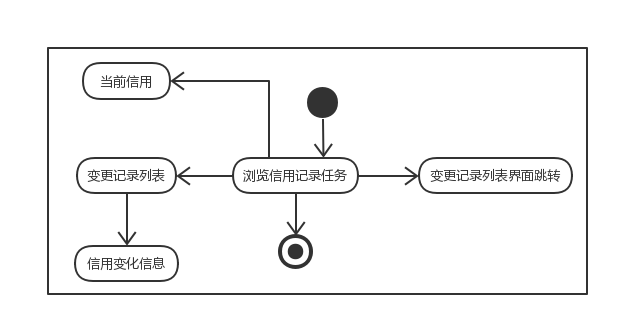 当前信用
变更记录列表
浏览信用记录任务
变更记录列表界面跳转
信用变化信息